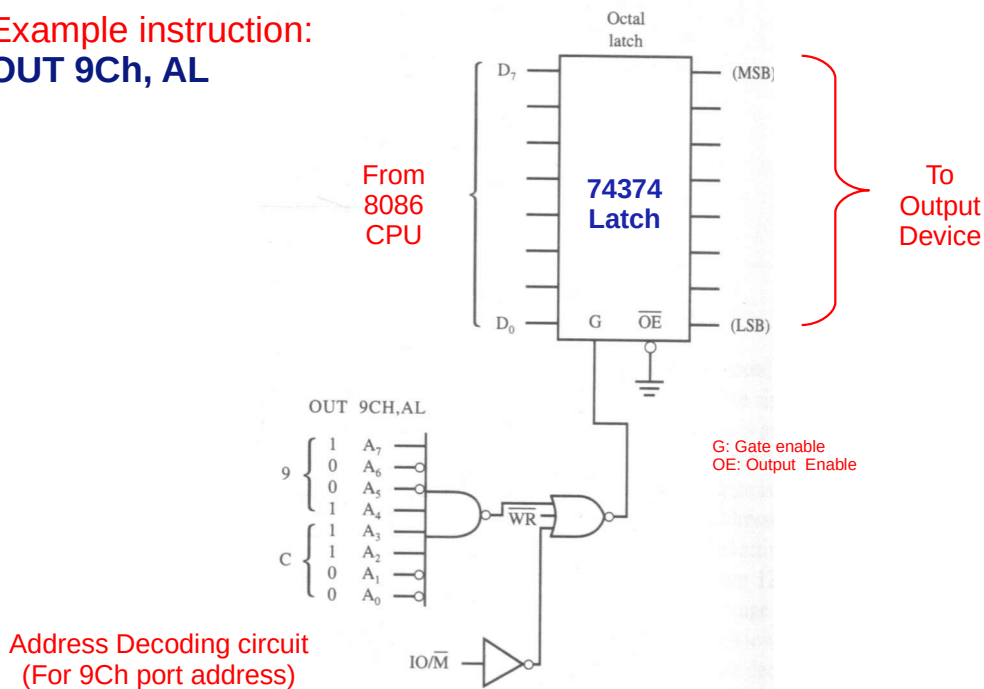 Example instruction:
OUT 9Ch, AL
Octal
latch
D₇
(MSB)
From
8086
CPU
74374
Latch
To
Output
Device
D₀
G
O̅E̅
(LSB)
OUT 9CH,AL
G: Gate enable
OE: Output Enable
9
1 A₇
0 A₆
0 A₅
1 A₄
C
1 A₃
1 A₂
0 A₁
0 A₀
W̅R̅
IO/M̅
Address Decoding circuit
(For 9Ch port address)